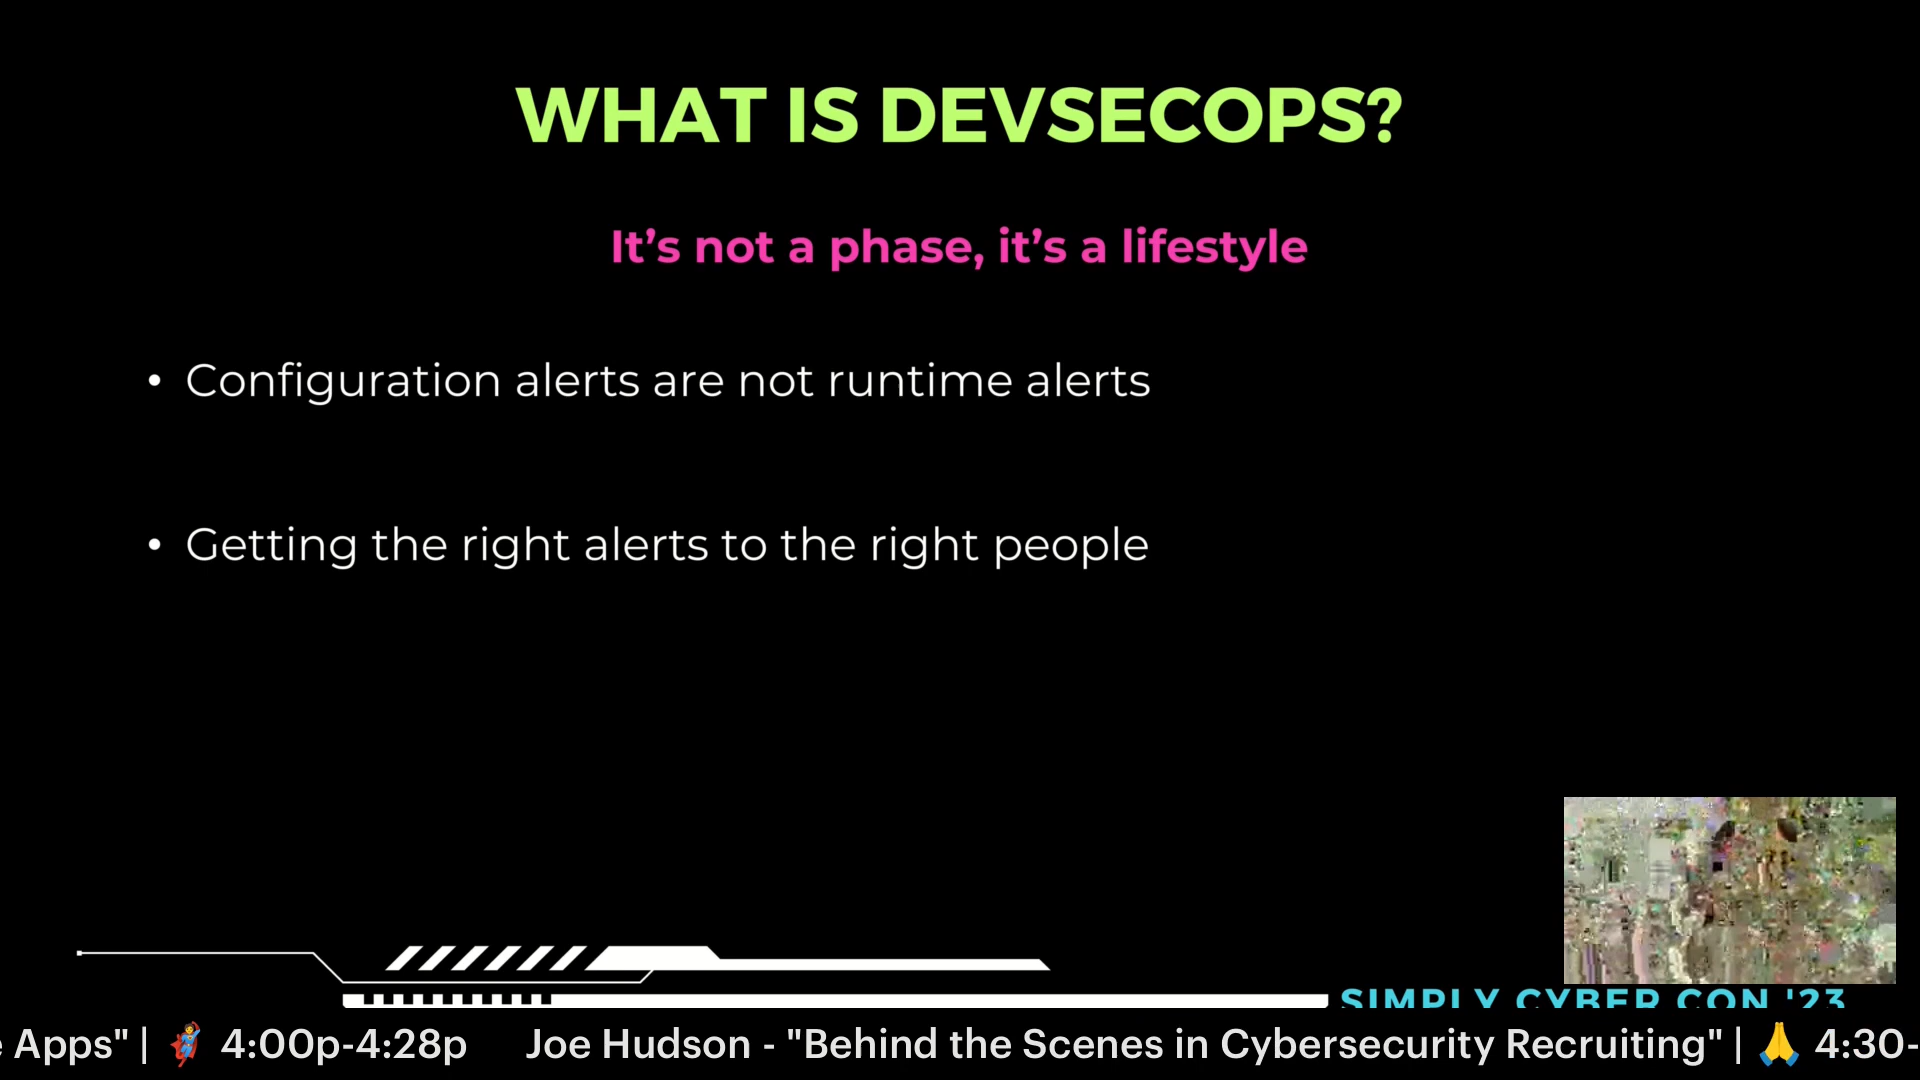 WHAT IS DEVSECOPS?
It’s not a phase, it’s a lifestyle
• Configuration alerts are not runtime alerts
• Getting the right alerts to the right people
SIMPLY CYBER CON '23
Apps" | 🦸 4:00p-4:28p Joe Hudson - "Behind the Scenes in Cybersecurity Recruiting" | 🙏 4:30-